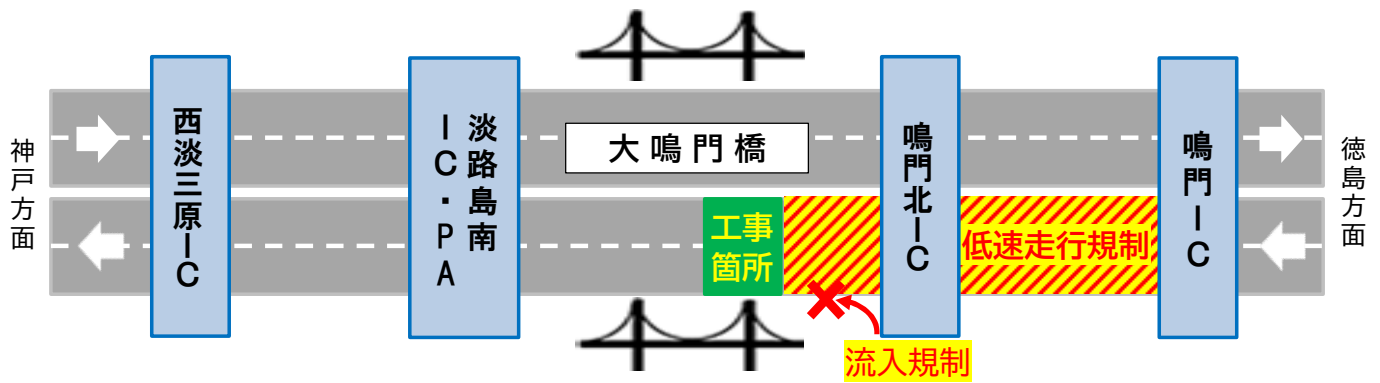 神戸方面
西淡三原IC
淡路島南
IC・PA
大鳴門橋
工事
箇所
鳴門北IC
低速走行規制
流入規制
鳴門IC
徳島方面